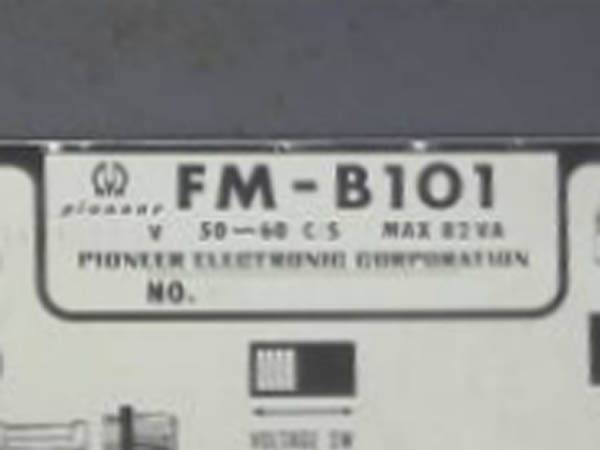 pioneer FM-B101
V 50~60 C S MAX 82VA
PIONEER ELECTRONIC CORPORATION
NO.
VOLTAGE SW